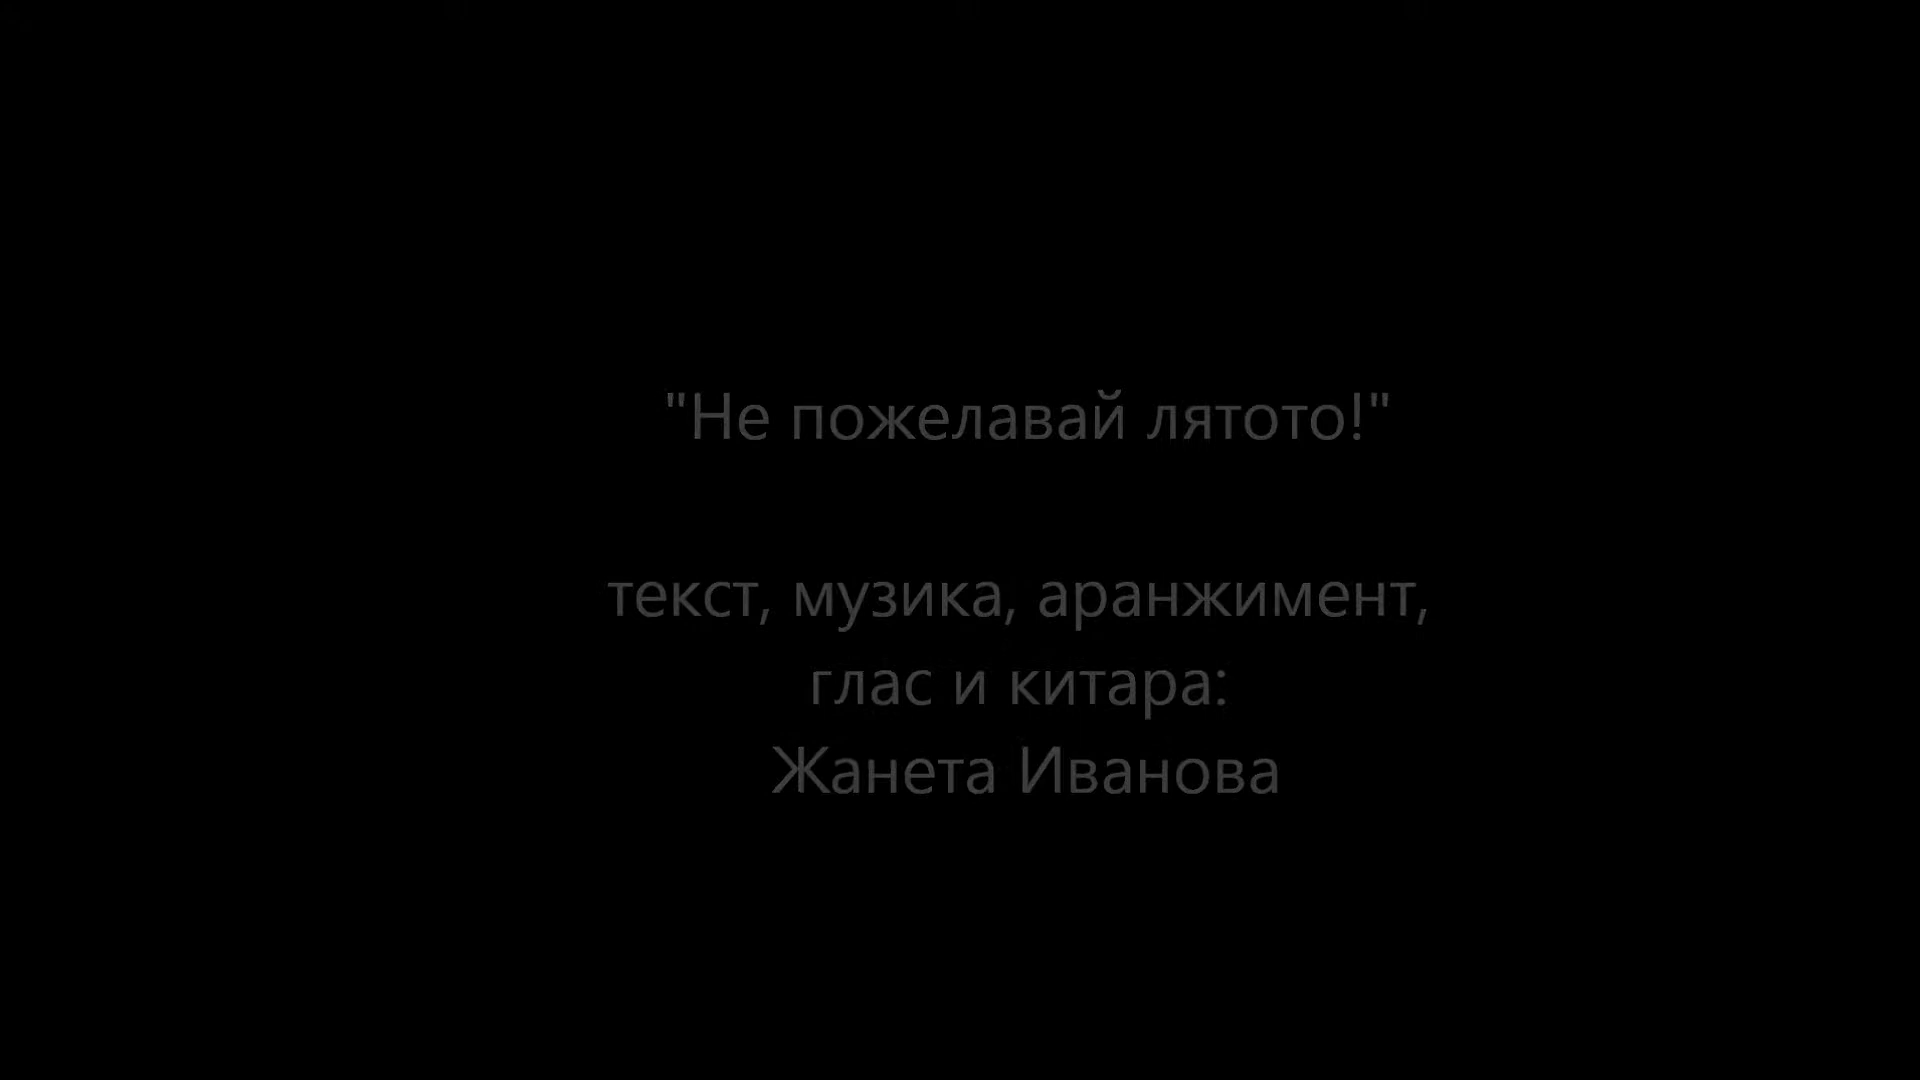 "Не пожелавай лятото!"
текст, музика, аранжимент,
глас и китара:
Жанета Иванова